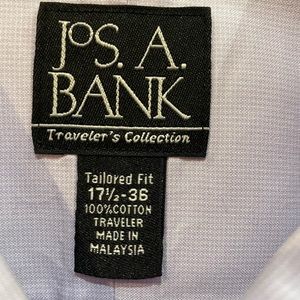 JOS. A.
BANK
Traveler's Collection
Tailored Fit
17½-36
100%COTTON
TRAVELER
MADE IN
MALAYSIA